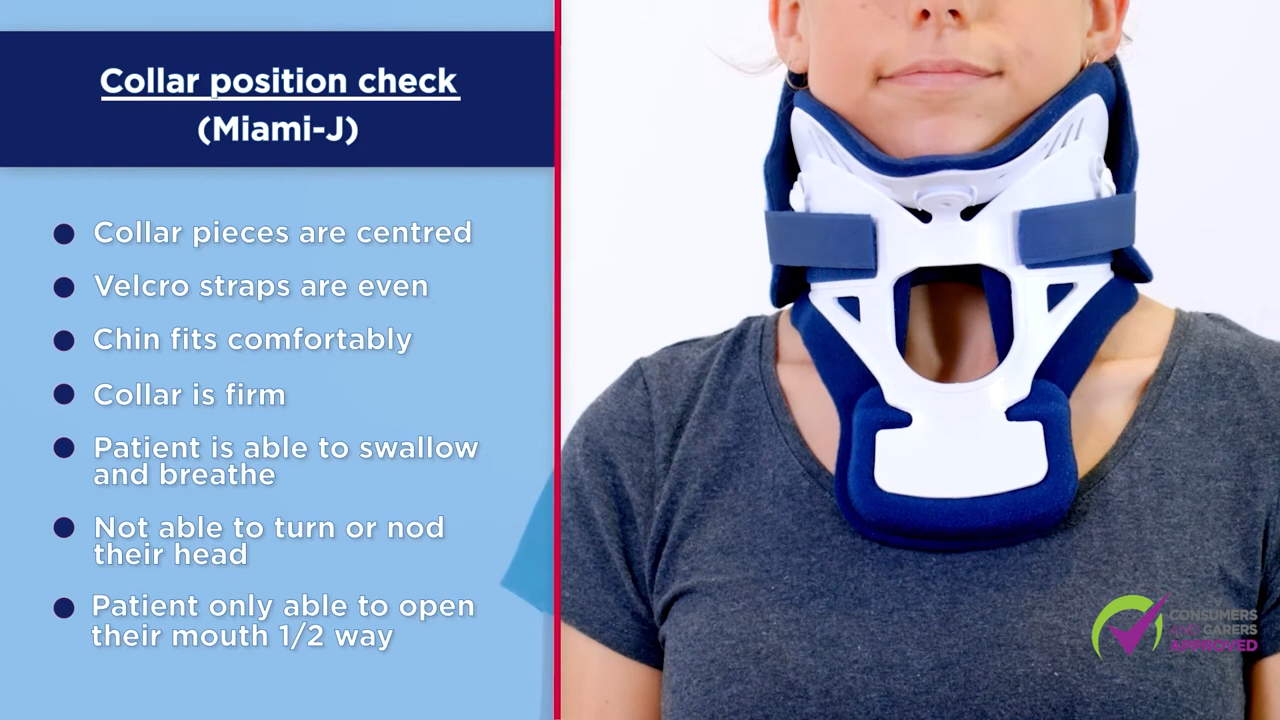 Collar position check
(Miami-J)
Collar pieces are centred
Velcro straps are even
Chin fits comfortably
Collar is firm
Patient is able to swallow
and breathe
Not able to turn or nod
their head
Patient only able to open
their mouth 1/2 way
CONSUMERS
AND CARERS
APPROVED